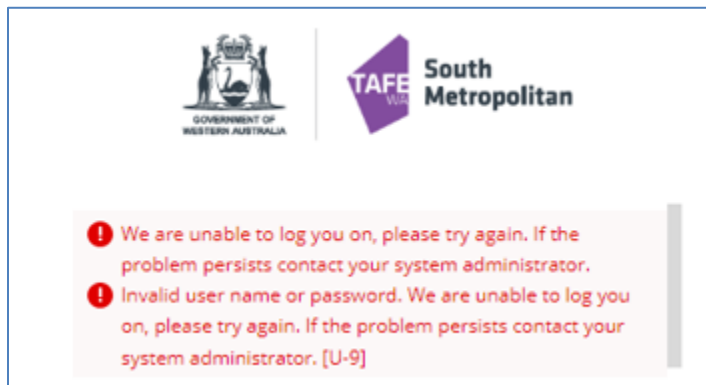 GOVERNMENT OF
WESTERN AUSTRALIA
TAFE
WA
South
Metropolitan
We are unable to log you on, please try again. If the
problem persists contact your system administrator.
Invalid user name or password. We are unable to log you
on, please try again. If the problem persists contact your
system administrator. [U-9]